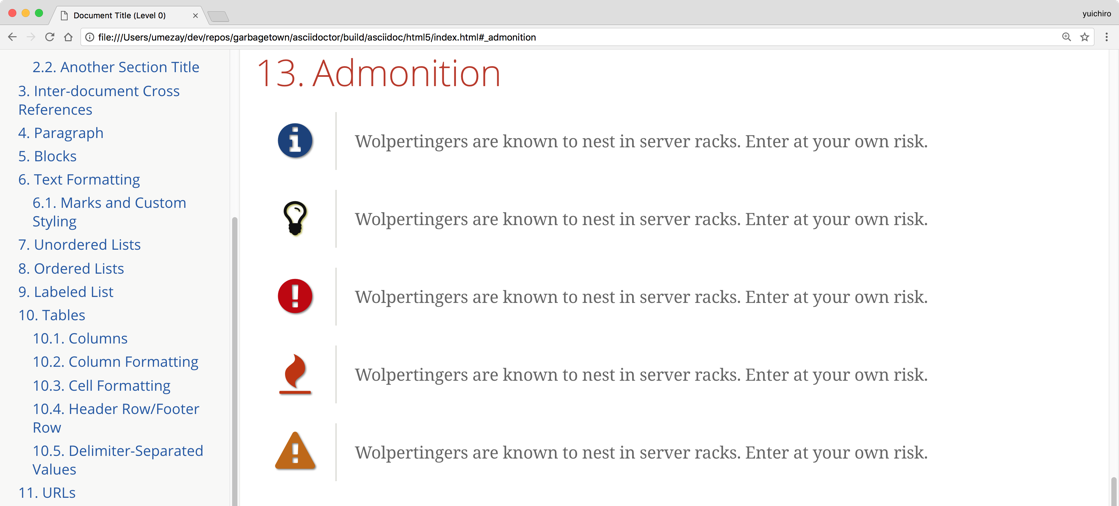 Document Title (Level 0)
yuichiro
file:///Users/umezay/dev/repos/garbagetown/asciidoctor/build/asciidoc/html5/index.html#_admonition
2.2. Another Section Title
3. Inter-document Cross
References
4. Paragraph
5. Blocks
6. Text Formatting
6.1. Marks and Custom
Styling
7. Unordered Lists
8. Ordered Lists
9. Labeled List
10. Tables
10.1. Columns
10.2. Column Formatting
10.3. Cell Formatting
10.4. Header Row/Footer
Row
10.5. Delimiter-Separated
Values
11. URLs
13. Admonition
Wolpertingers are known to nest in server racks. Enter at your own risk.
Wolpertingers are known to nest in server racks. Enter at your own risk.
Wolpertingers are known to nest in server racks. Enter at your own risk.
Wolpertingers are known to nest in server racks. Enter at your own risk.
Wolpertingers are known to nest in server racks. Enter at your own risk.